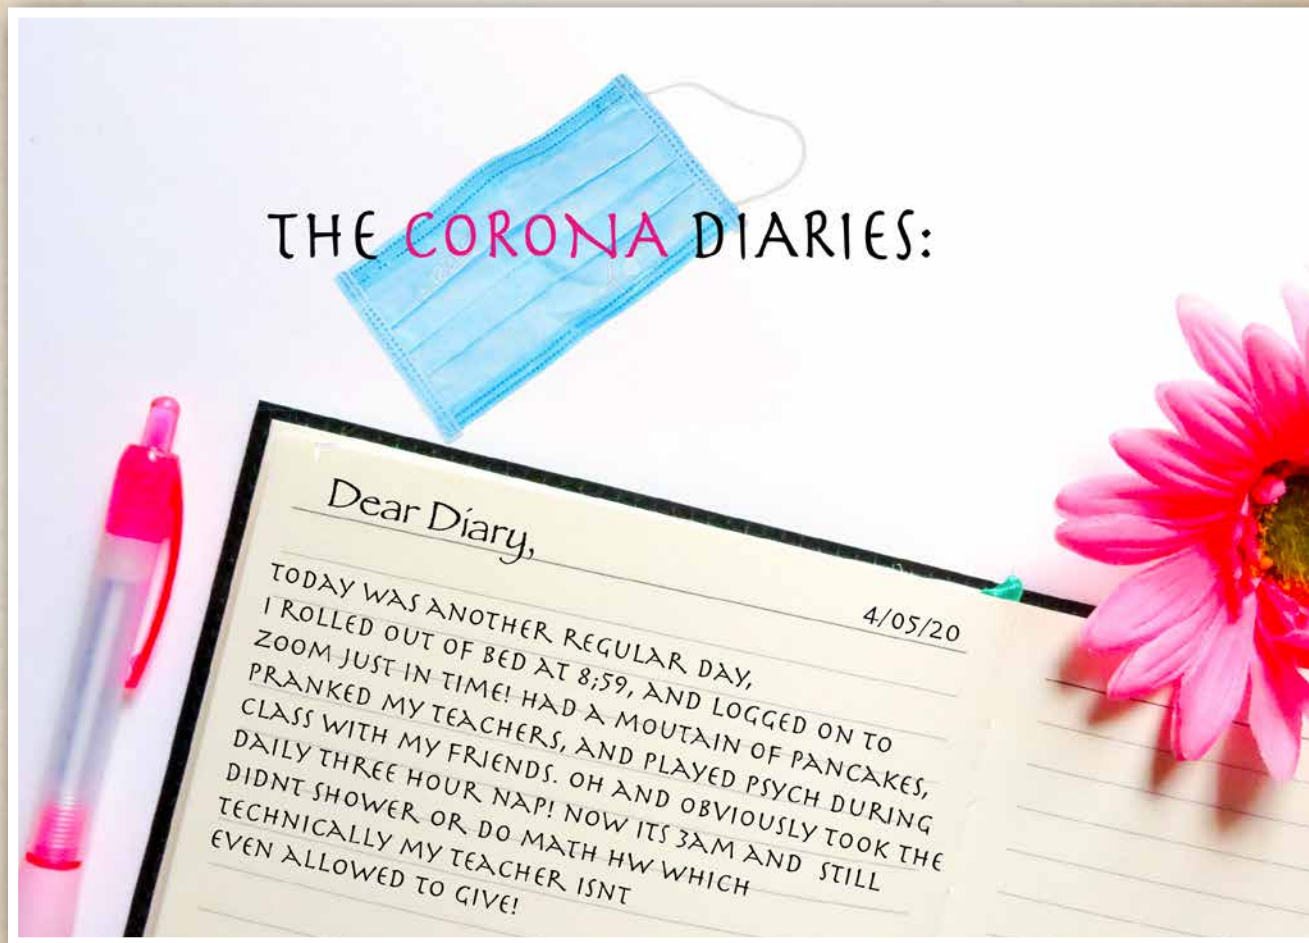 THE CORONA DIARIES:
Dear Diary,
4/05/20
TODAY WAS ANOTHER REGULAR DAY,
I ROLLED OUT OF BED AT 8;59, AND LOGGED ON TO
ZOOM JUST IN TIME! HAD A MOUTAIN OF PANCAKES,
PRANKED MY TEACHERS, AND PLAYED PSYCH DURING
CLASS WITH MY FRIENDS. OH AND OBVIOUSLY TOOK THE
DAILY THREE HOUR NAP! NOW ITS 3AM AND STILL
DIDNT SHOWER OR DO MATH HW WHICH
TECHNICALLY MY TEACHER ISNT
EVEN ALLOWED TO GIVE!